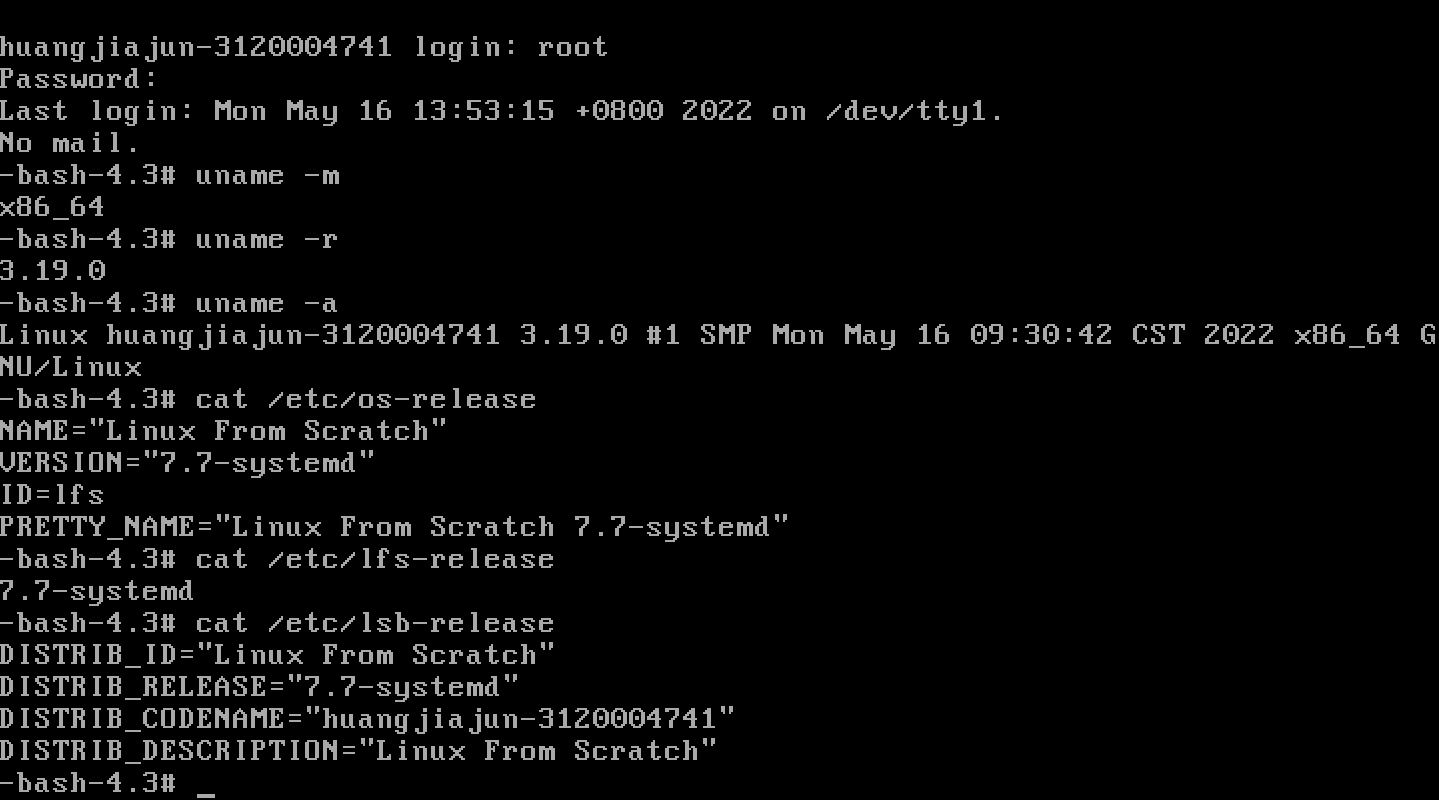 huangjiajun-3120004741 login: root
Password:
Last login: Mon May 16 13:53:15 +0800 2022 on /dev/tty1.
No mail.
-bash-4.3# uname -m
x86_64
-bash-4.3# uname -r
3.19.0
-bash-4.3# uname -a
Linux huangjiajun-3120004741 3.19.0 #1 SMP Mon May 16 09:30:42 CST 2022 x86_64 G
NU/Linux
-bash-4.3# cat /etc/os-release
NAME="Linux From Scratch"
VERSION="7.7-systemd"
ID=lfs
PRETTY_NAME="Linux From Scratch 7.7-systemd"
-bash-4.3# cat /etc/lfs-release
7.7-systemd
-bash-4.3# cat /etc/lsb-release
DISTRIB_ID="Linux From Scratch"
DISTRIB_RELEASE="7.7-systemd"
DISTRIB_CODENAME="huangjiajun-3120004741"
DISTRIB_DESCRIPTION="Linux From Scratch"
-bash-4.3# _